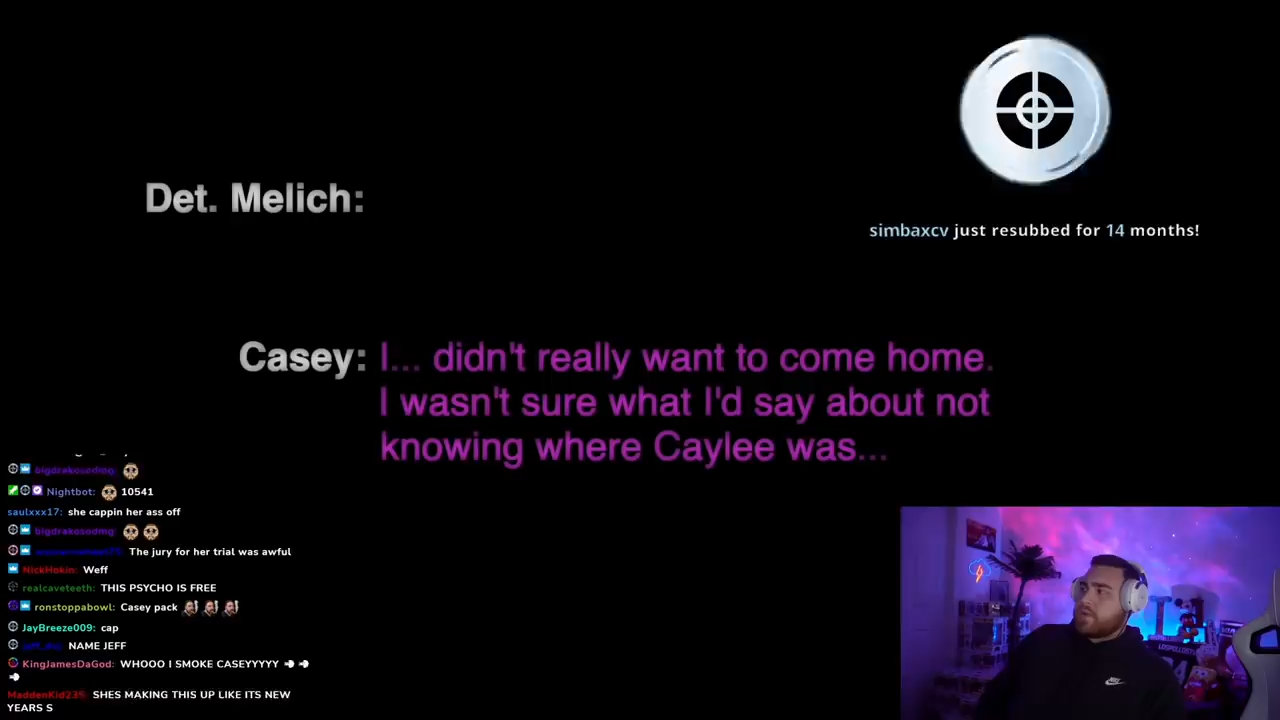 Det. Melich:
simbaxcv just resubbed for 14 months!
Casey: I... didn't really want to come home.
I wasn't sure what I'd say about not
knowing where Caylee was...
bigdrakosodmg:
Nightbot: 10541
saulxxx17: she cappin her ass off
bigdrakosodmg:
The jury for her trial was awful
NickHokin: Weff
realcaveteeth: THIS PSYCHO IS FREE
ronstoppabowl: Casey pack
JayBreeze009: cap
NAME JEFF
KingJamesDaGod: WHOOO I SMOKE CASEYYYYY
MaddenKid235: SHES MAKING THIS UP LIKE ITS NEW
YEARS S